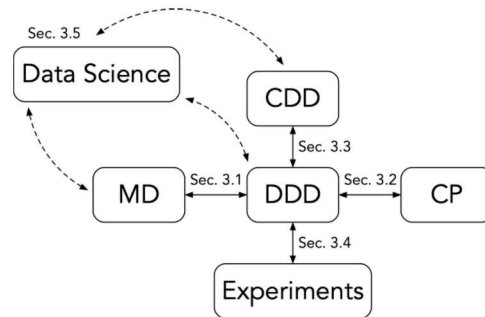 Sec. 3.5
Data Science
CDD
Sec. 3.3
MD
Sec. 3.1
DDD
Sec. 3.2
CP
Sec. 3.4
Experiments